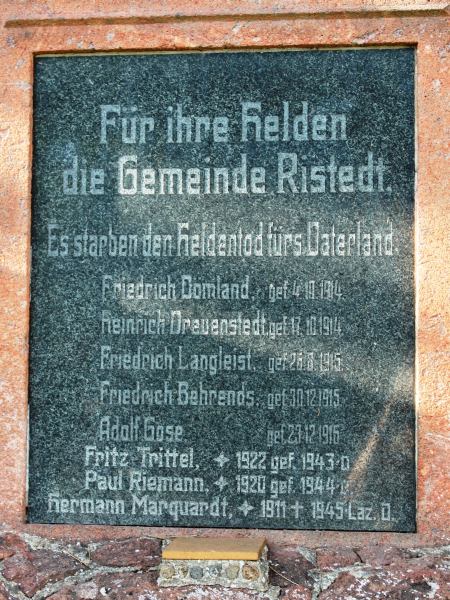 Für ihre Helden
die Gemeinde Ristedt.
Es starben den Heldentod fürs Vaterland
Friedrich Domland, gef. 4.10.1914.
Heinrich Drevenstedt, gef. 17.10.1914.
Friedrich Langleist, gef. 26.8.1915.
Friedrich Behrends, gef. 30.12.1915.
Adolf Gose gef. 23.12.1916
Fritz Trittel, ✦ 1922 gef. 1943 O
Paul Riemann, ✦ 1920 gef. 1944
Hermann Marquardt, ✦ 1911 ✝ 1945 Laz. O.